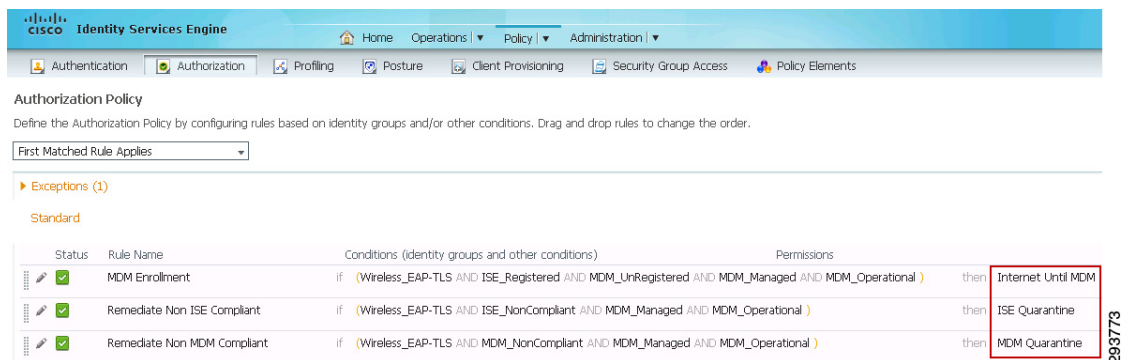 cisco Identity Services Engine
Home Operations | ▼ Policy | ▼ Administration | ▼
Authentication Authorization Profiling Posture Client Provisioning Security Group Access Policy Elements
Authorization Policy
Define the Authorization Policy by configuring rules based on identity groups and/or other conditions. Drag and drop rules to change the order.
First Matched Rule Applies
Exceptions (1)
Standard
Status Rule Name Conditions (identity groups and other conditions) Permissions
MDM Enrollment if (Wireless_EAP-TLS AND ISE_Registered AND MDM_UnRegistered AND MDM_Managed AND MDM_Operational ) then Internet Until MDM
Remediate Non ISE Compliant if (Wireless_EAP-TLS AND ISE_NonCompliant AND MDM_Managed AND MDM_Operational ) then ISE Quarantine
Remediate Non MDM Compliant if (Wireless_EAP-TLS AND MDM_NonCompliant AND MDM_Managed AND MDM_Operational ) then MDM Quarantine
293773